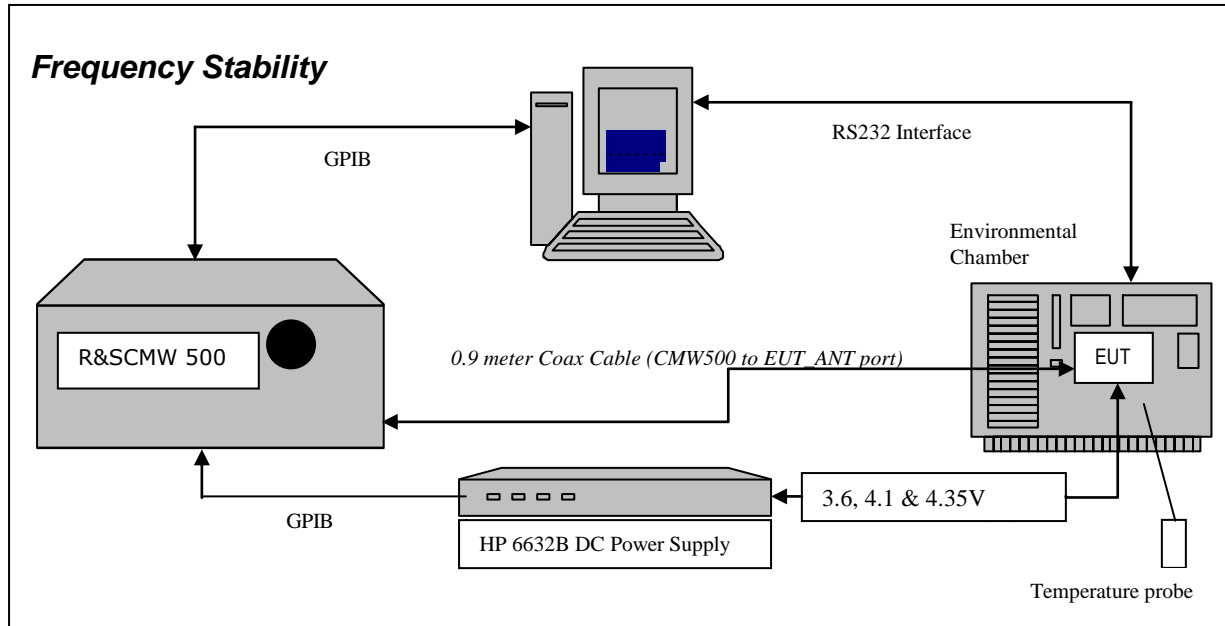 Frequency Stability
GPIB
RS232 Interface
Environmental
Chamber
R&SCMW 500
0.9 meter Coax Cable (CMW500 to EUT_ANT port)
EUT
GPIB
3.6, 4.1 & 4.35V
HP 6632B DC Power Supply
Temperature probe